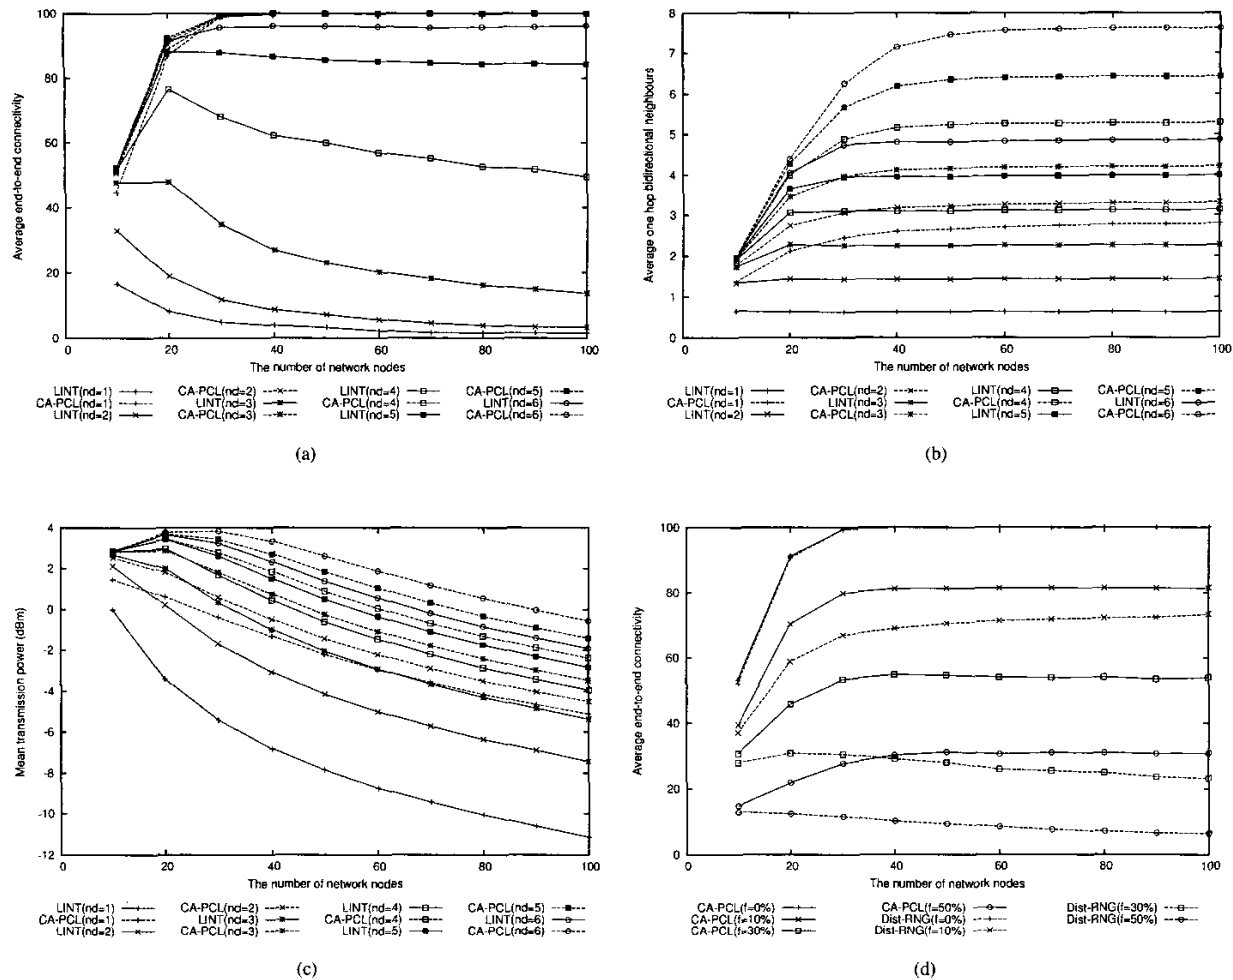 100
80
60
40
20
0
Average end-to-end connectivity
0 20 40 60 80 100
The number of network nodes
LINT(nd=1) CA-PCL(nd=2) LINT(nd=4) CA-PCL(nd=5)
CA-PCL(nd=1) LINT(nd=3) CA-PCL(nd=4) LINT(nd=6)
LINT(nd=2) CA-PCL(nd=3) LINT(nd=5) CA-PCL(nd=6)
(a)
8
7
6
5
4
3
2
1
0
Average one hop bidirectional neighbours
0 20 40 60 80 100
The number of network nodes
LINT(nd=1) CA-PCL(nd=2) LINT(nd=4) CA-PCL(nd=5)
CA-PCL(nd=1) LINT(nd=3) CA-PCL(nd=4) LINT(nd=6)
LINT(nd=2) CA-PCL(nd=3) LINT(nd=5) CA-PCL(nd=6)
(b)
4
2
0
-2
-4
-6
-8
-10
-12
Mean transmission power (dBm)
0 20 40 60 80 100
The number of network nodes
LINT(nd=1) CA-PCL(nd=2) LINT(nd=4) CA-PCL(nd=5)
CA-PCL(nd=1) LINT(nd=3) CA-PCL(nd=4) LINT(nd=6)
LINT(nd=2) CA-PCL(nd=3) LINT(nd=5) CA-PCL(nd=6)
(c)
100
80
60
40
20
0
Average end-to-end connectivity
0 20 40 60 80 100
The number of network nodes
CA-PCL(f=0%) CA-PCL(f=50%) Dist-RNG(f=30%)
CA-PCL(f=10%) Dist-RNG(f=0%) Dist-RNG(f=50%)
CA-PCL(f=30%) Dist-RNG(f=10%)
(d)